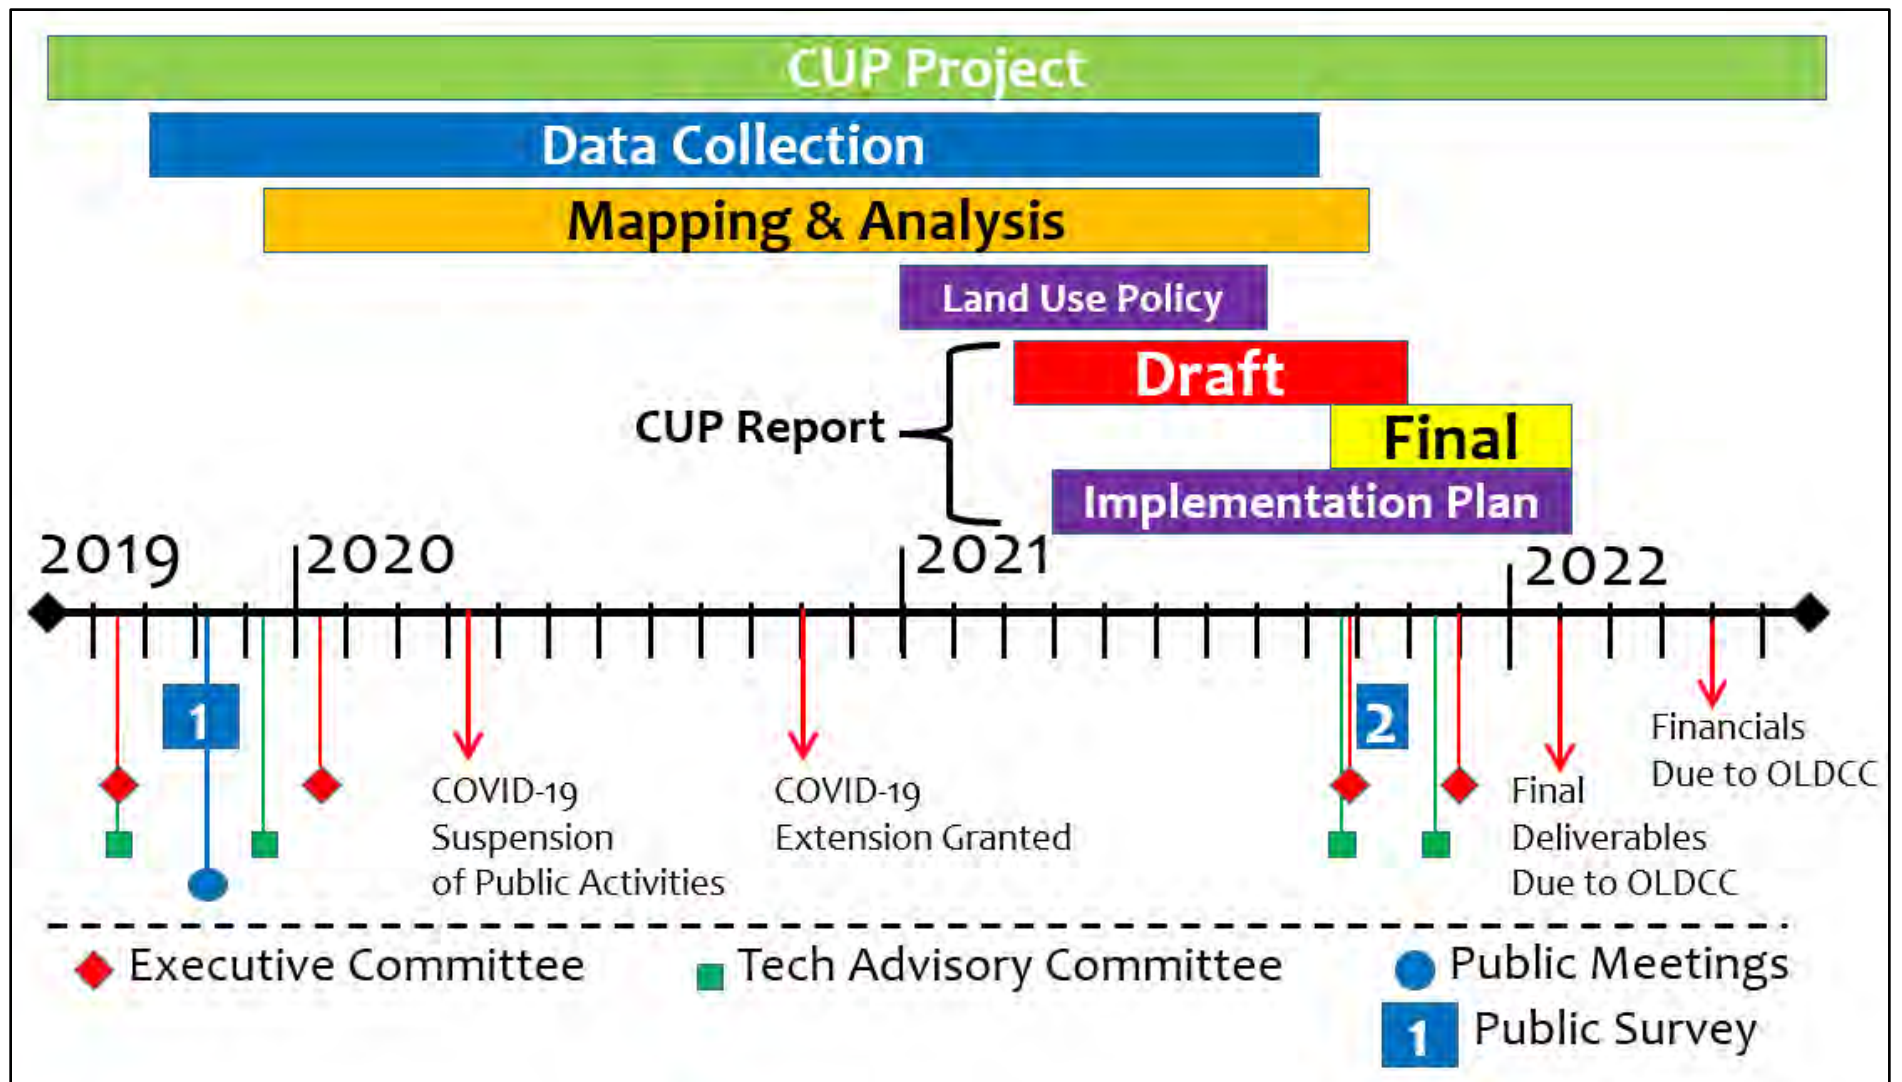 CUP Project
Data Collection
Mapping & Analysis
Land Use Policy
Draft
CUP Report
Final
Implementation Plan
2019
2020
2021
2022
1
2
COVID-19
Suspension
of Public Activities
COVID-19
Extension Granted
Final
Deliverables
Due to OLDCC
Financials
Due to OLDCC
Executive Committee
Tech Advisory Committee
Public Meetings
1
Public Survey